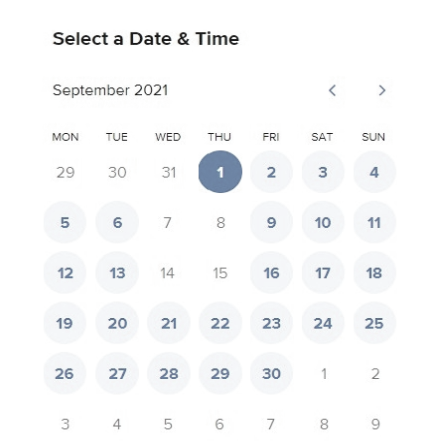 Select a Date & Time
September 2021
MON TUE WED THU FRI SAT SUN
29 30 31 1 2 3 4
5 6 7 8 9 10 11
12 13 14 15 16 17 18
19 20 21 22 23 24 25
26 27 28 29 30 1 2
3 4 5 6 7 8 9